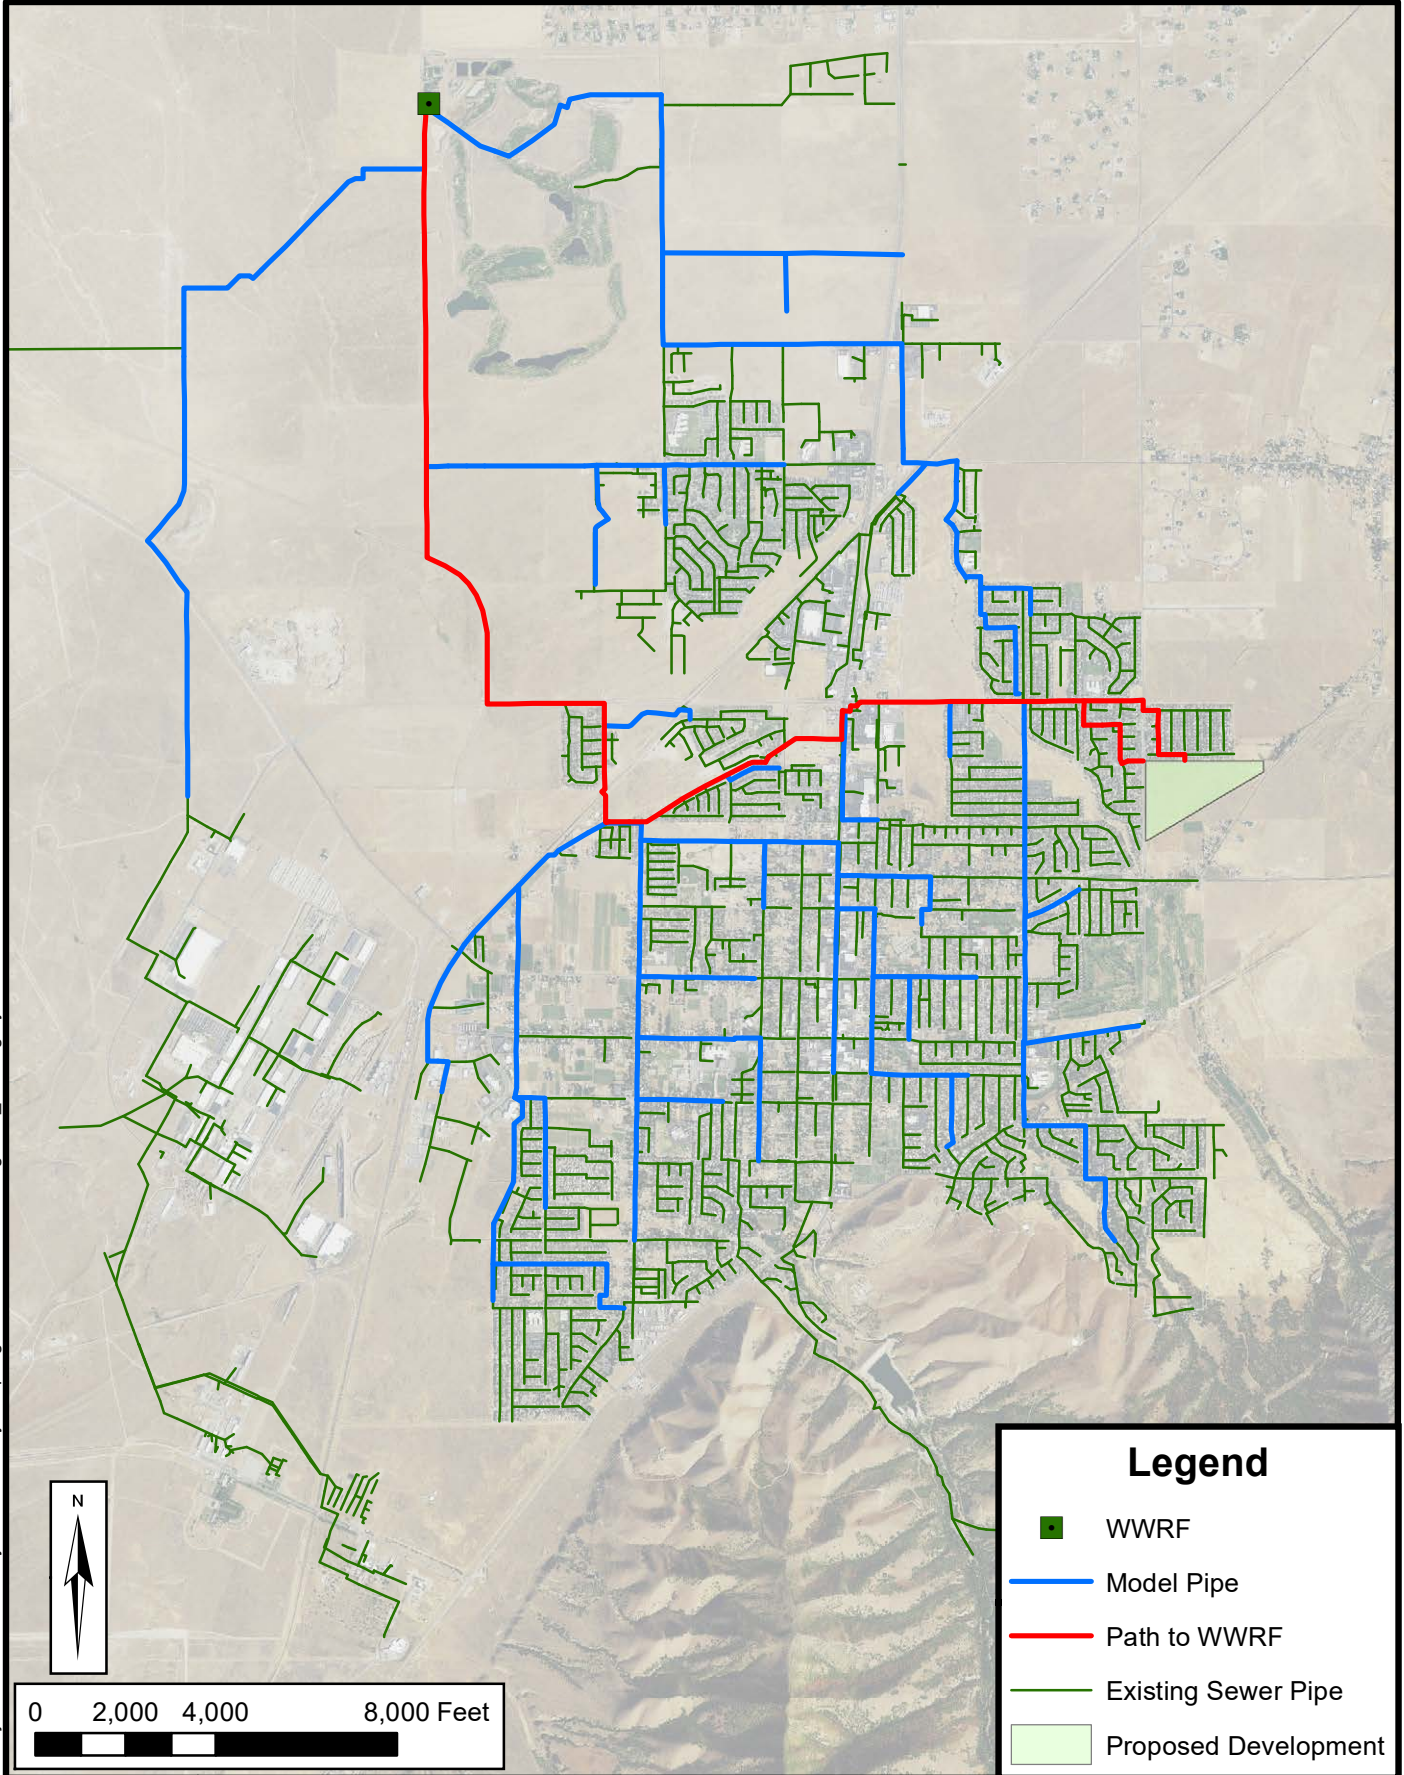 N
0 2,000 4,000 8,000 Feet
Legend
WWRF
Model Pipe
Path to WWRF
Existing Sewer Pipe
Proposed Development